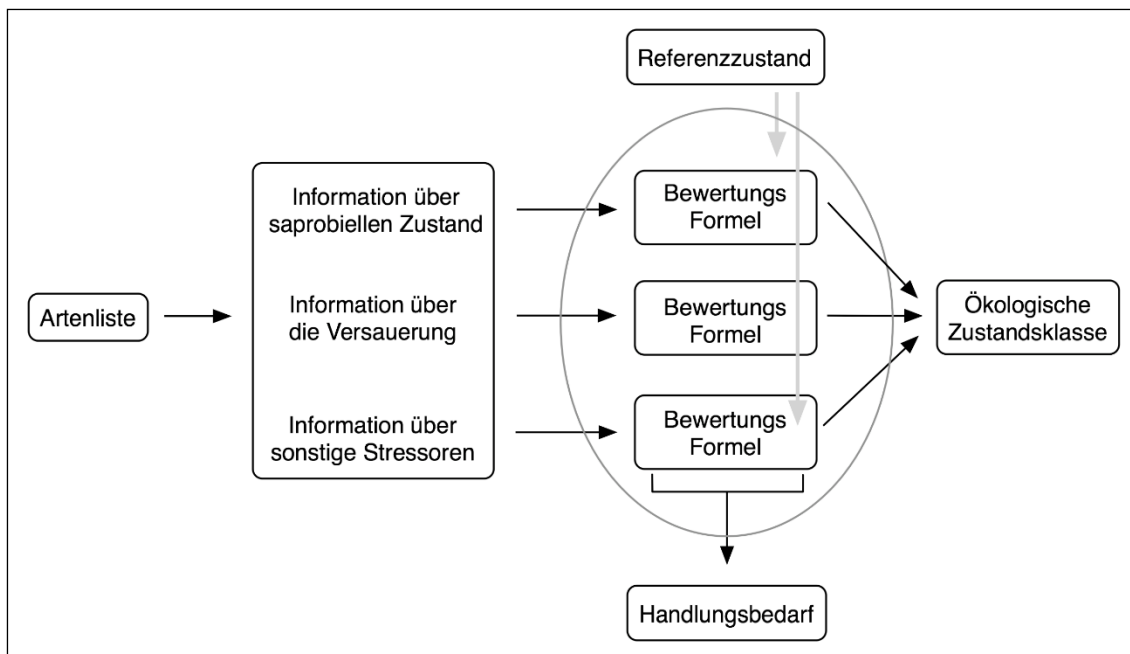 Referenzzustand
Information über
saprobiellen Zustand
Bewertungs
Formel
Artenliste
Information über
die Versauerung
Bewertungs
Formel
Ökologische
Zustandsklasse
Information über
sonstige Stressoren
Bewertungs
Formel
Handlungsbedarf